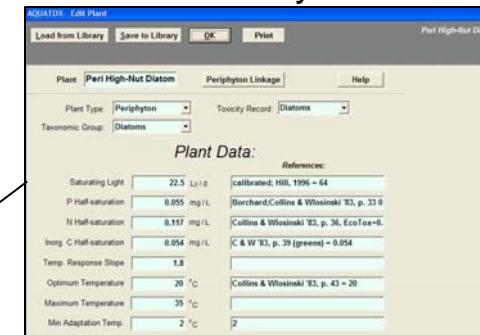 AQUATOX- Edit Plant
Load from Library Save to Library OK Print Peri High-Nut Di
Plant Peri High-Nut Diatom Periphyton Linkage Help
Plant Type: Periphyton Toxicity Record: Diatoms
Taxonomic Group: Diatoms
Plant Data:
References:
Saturating Light 22.5 Ly/d calibrated; Hill, 1996 ~ 64
P Half-saturation 0.055 mg/L Borchard;Collins & Wlosinski '83, p. 33 0
N Half-saturation 0.117 mg/L Collins & Wlosinski '83, p. 36, EcoTox=0.
Inorg. C Half-saturation 0.054 mg/L C & W '83, p. 39 (greens) = 0.054
Temp. Response Slope 1.8
Optimum Temperature 20 °C Collins & Wlosinski '83, p. 43 = 20
Maximum Temperature 35 °C
Min Adaptation Temp. 2 °C 2